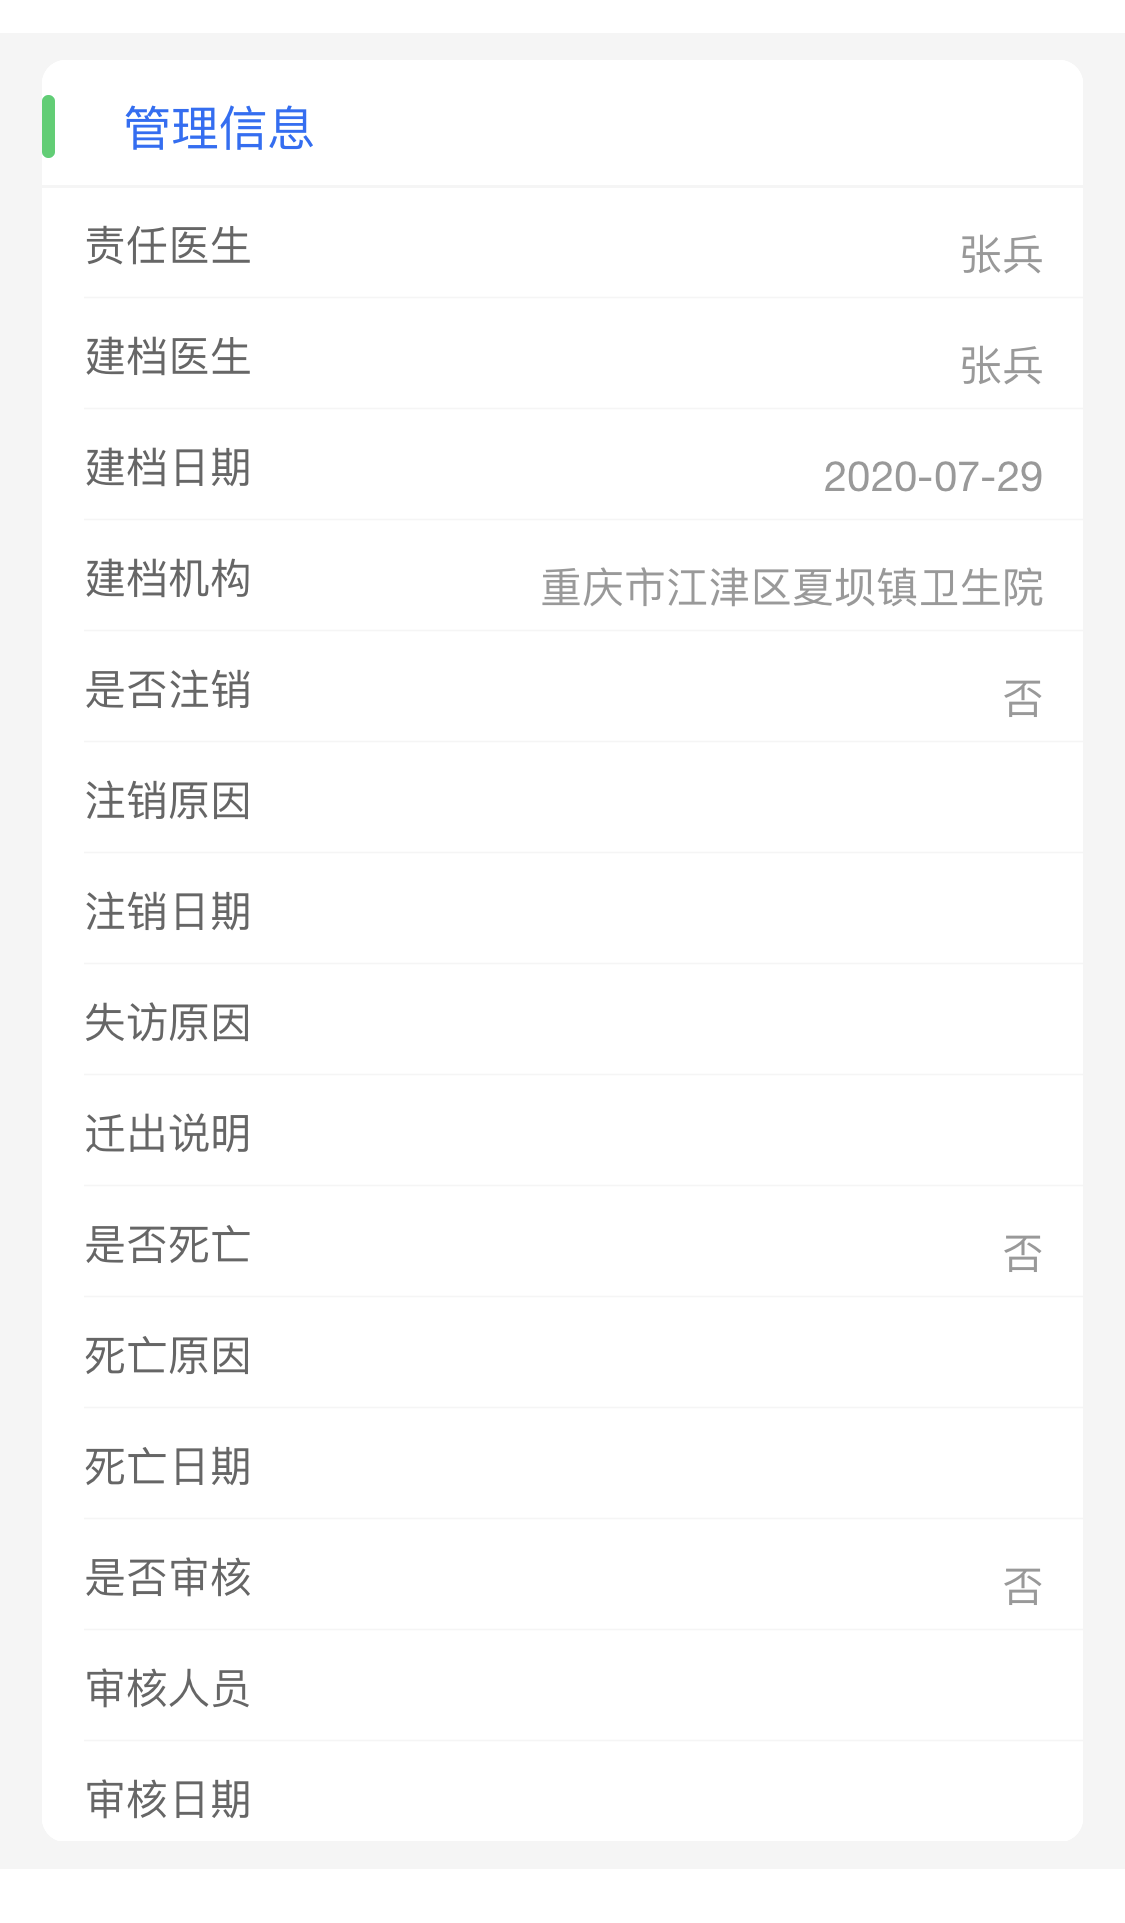 管理信息
责任医生 张兵
建档医生 张兵
建档日期 2020-07-29
建档机构 重庆市江津区夏坝镇卫生院
是否注销 否
注销原因
注销日期
失访原因
迁出说明
是否死亡 否
死亡原因
死亡日期
是否审核 否
审核人员
审核日期